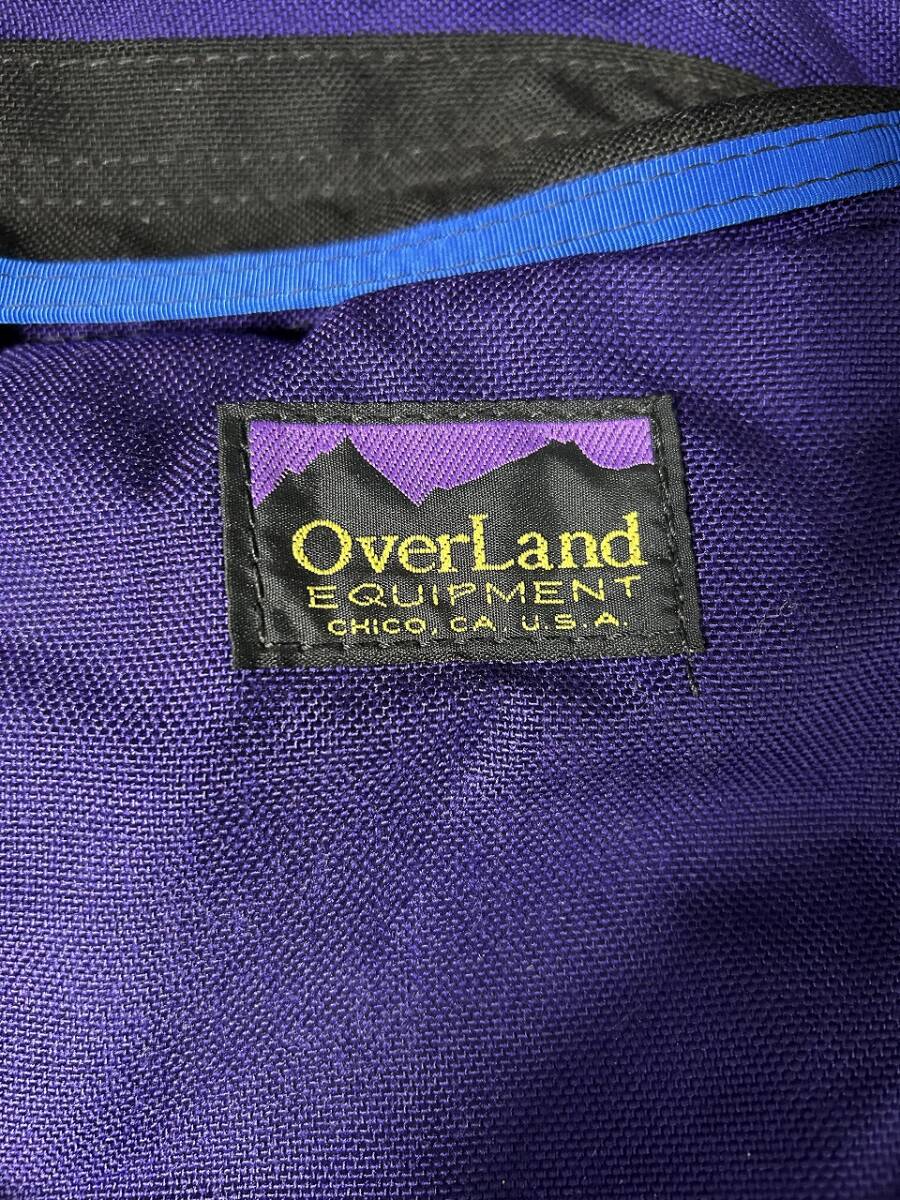 OverLand
EQUIPMENT
CHICO, CA U.S.A.